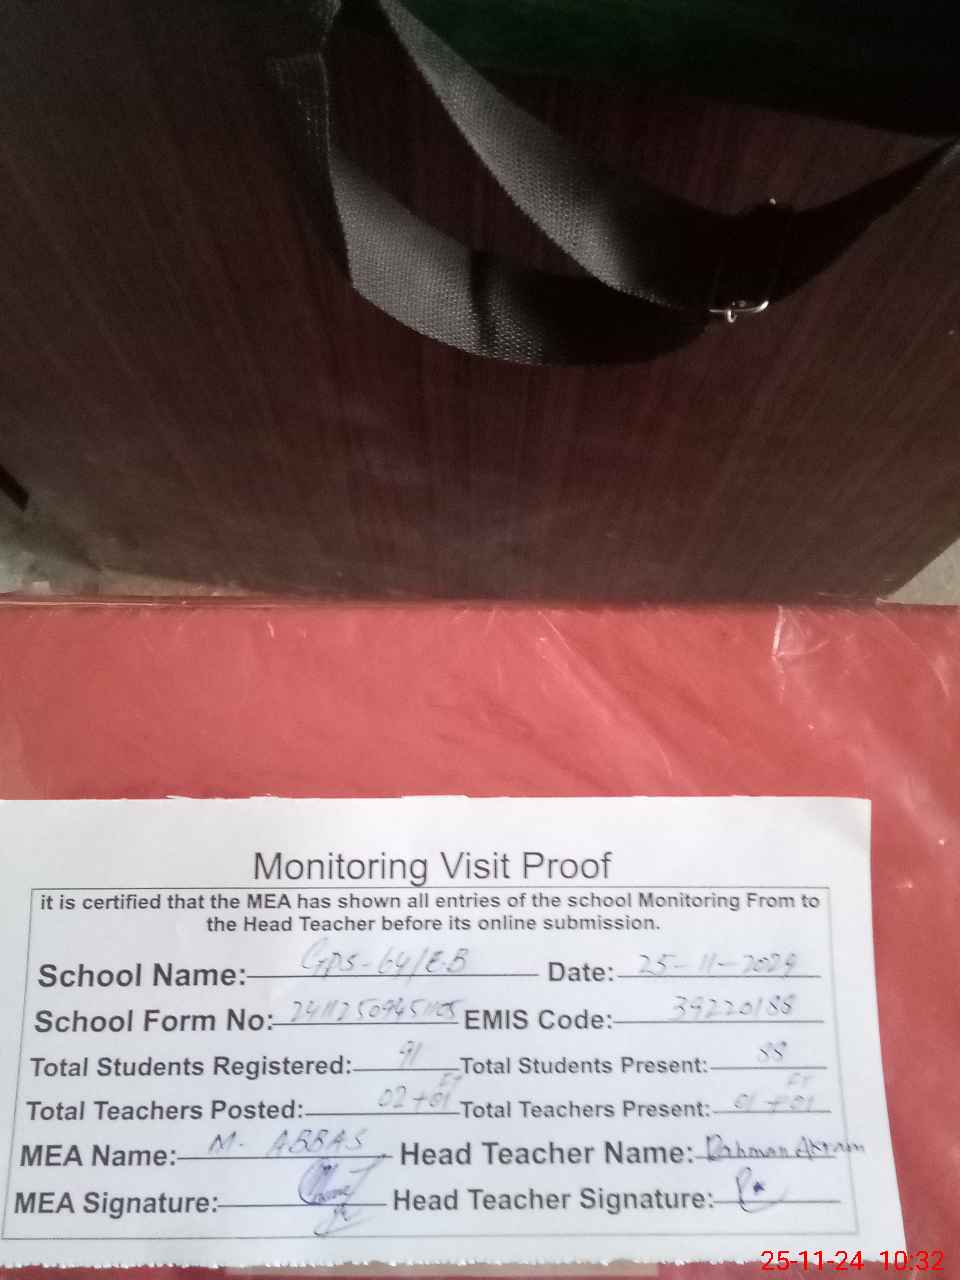 Monitoring Visit Proof
it is certified that the MEA has shown all entries of the school Monitoring From to
the Head Teacher before its online submission.
School Name: GPS-64/E.B Date: 25-11-2024
School Form No: EMIS Code: 39220188
Total Students Registered: 91 Total Students Present: 88
Total Teachers Posted: 02+01 Total Teachers Present: 01+01
MEA Name: M. ABBAS Head Teacher Name: Rahman Akram
MEA Signature: Head Teacher Signature:
25-11-24 10:32